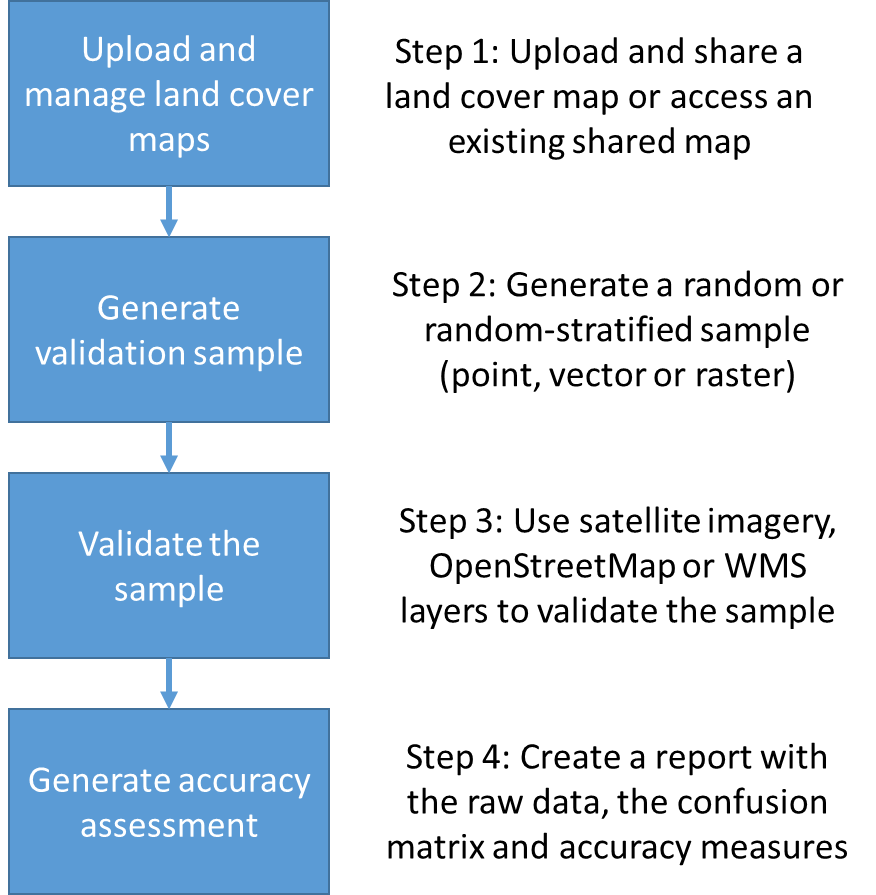 Upload and
manage land cover
maps
Step 1: Upload and share a
land cover map or access an
existing shared map
Generate
validation sample
Step 2: Generate a random or
random-stratified sample
(point, vector or raster)
Validate the
sample
Step 3: Use satellite imagery,
OpenStreetMap or WMS
layers to validate the sample
Generate accuracy
assessment
Step 4: Create a report with
the raw data, the confusion
matrix and accuracy measures